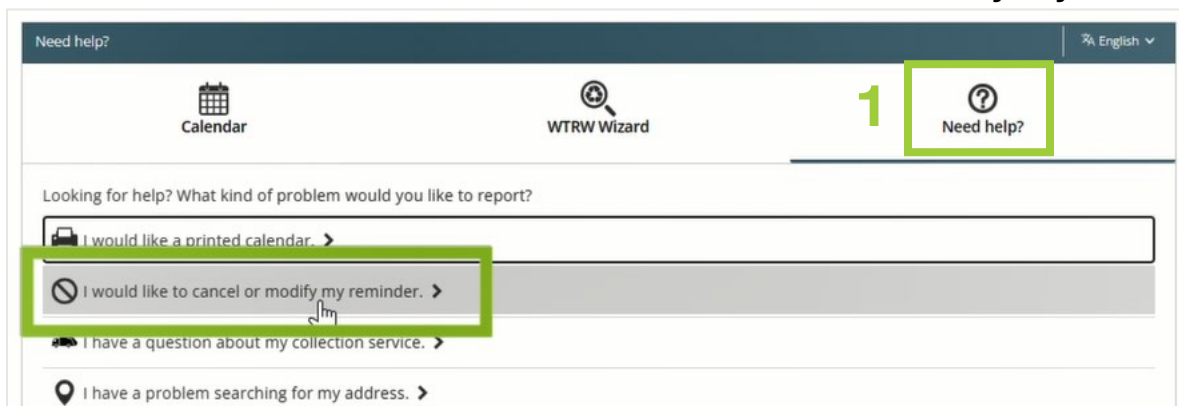 Need help?
English
Calendar
WTRW Wizard
1
Need help?
Looking for help? What kind of problem would you like to report?
I would like a printed calendar.
I would like to cancel or modify my reminder.
I have a question about my collection service.
I have a problem searching for my address.